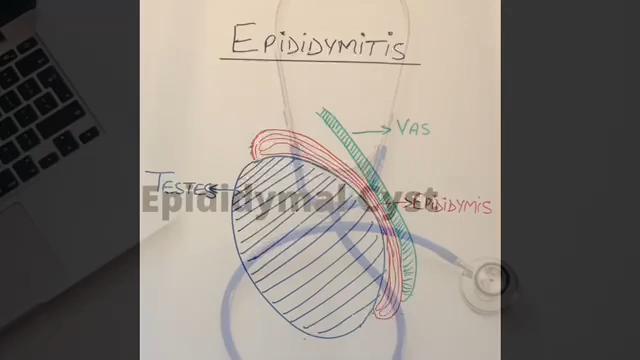 EPIDIDYMITIS
VAS
TESTES
Epididymal Cyst
EPIDIDYMIS